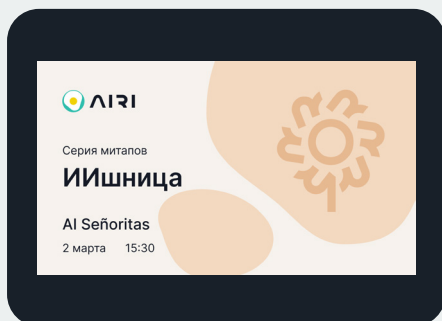 AIRI
Серия митапов
ИИшница
AI Señoritas
2 марта 15:30